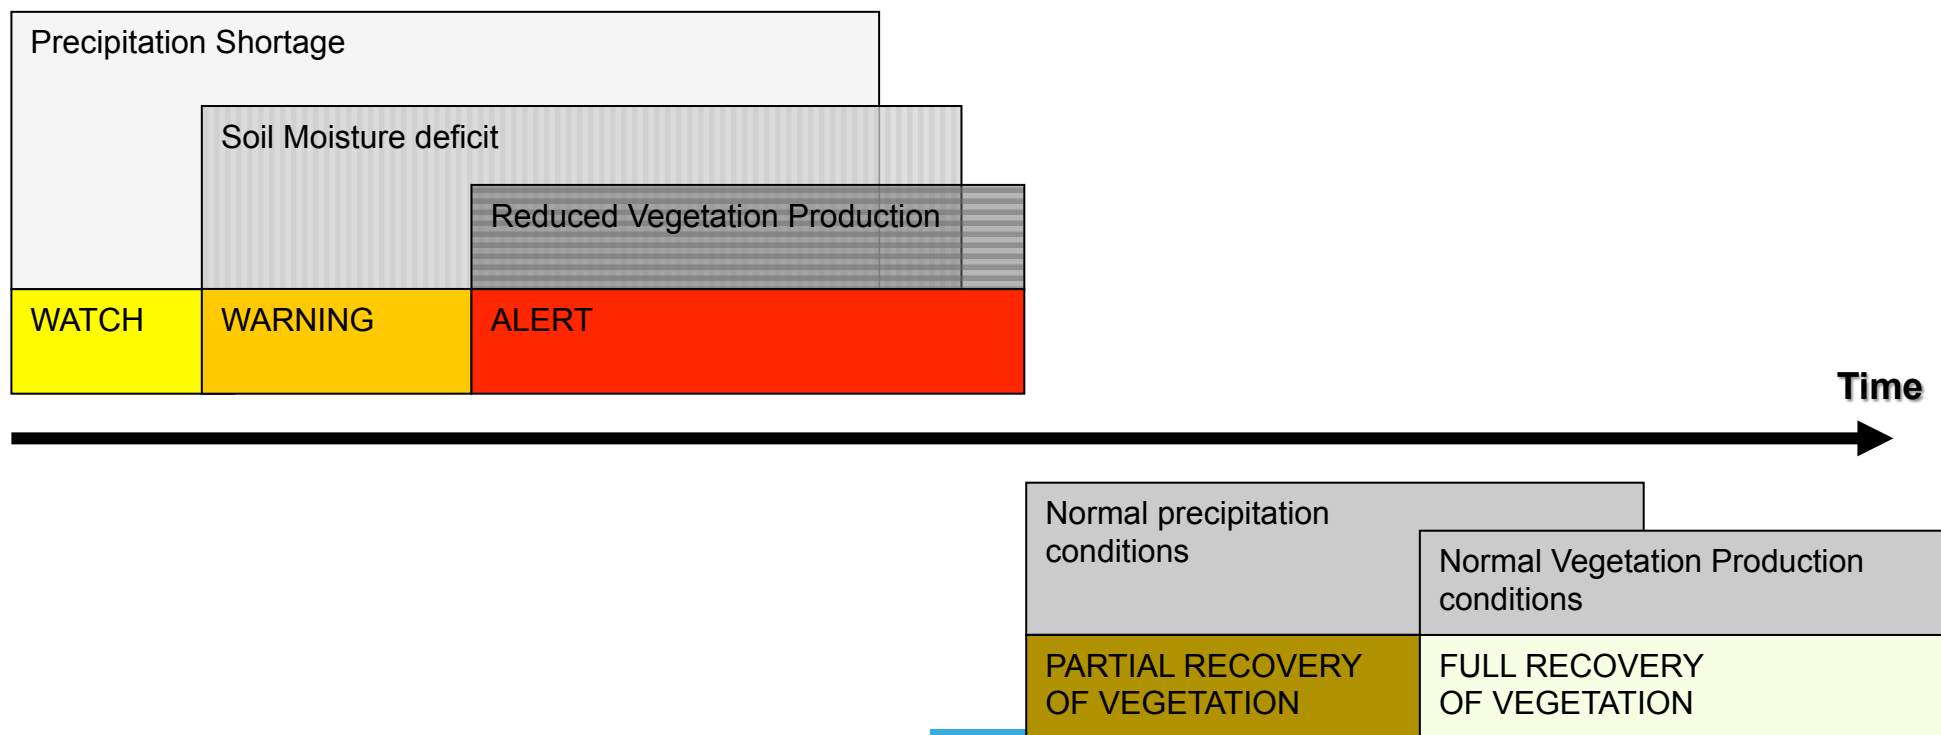 Precipitation Shortage
Soil Moisture deficit
Reduced Vegetation Production
WATCH
WARNING
ALERT
Time
Normal precipitation
conditions
Normal Vegetation Production
conditions
PARTIAL RECOVERY
OF VEGETATION
FULL RECOVERY
OF VEGETATION